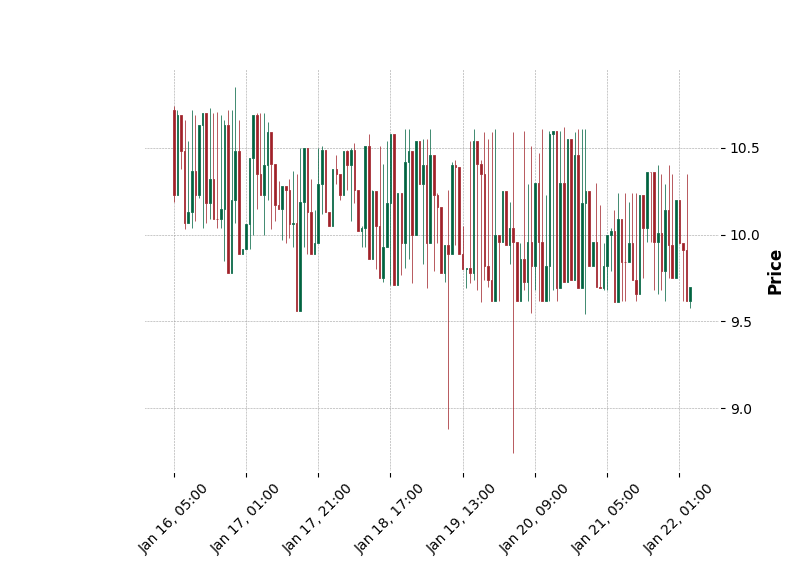 10.5
10.0
9.5
9.0
Price
Jan 16, 05:00
Jan 17, 01:00
Jan 17, 21:00
Jan 18, 17:00
Jan 19, 13:00
Jan 20, 09:00
Jan 21, 05:00
Jan 22, 01:00